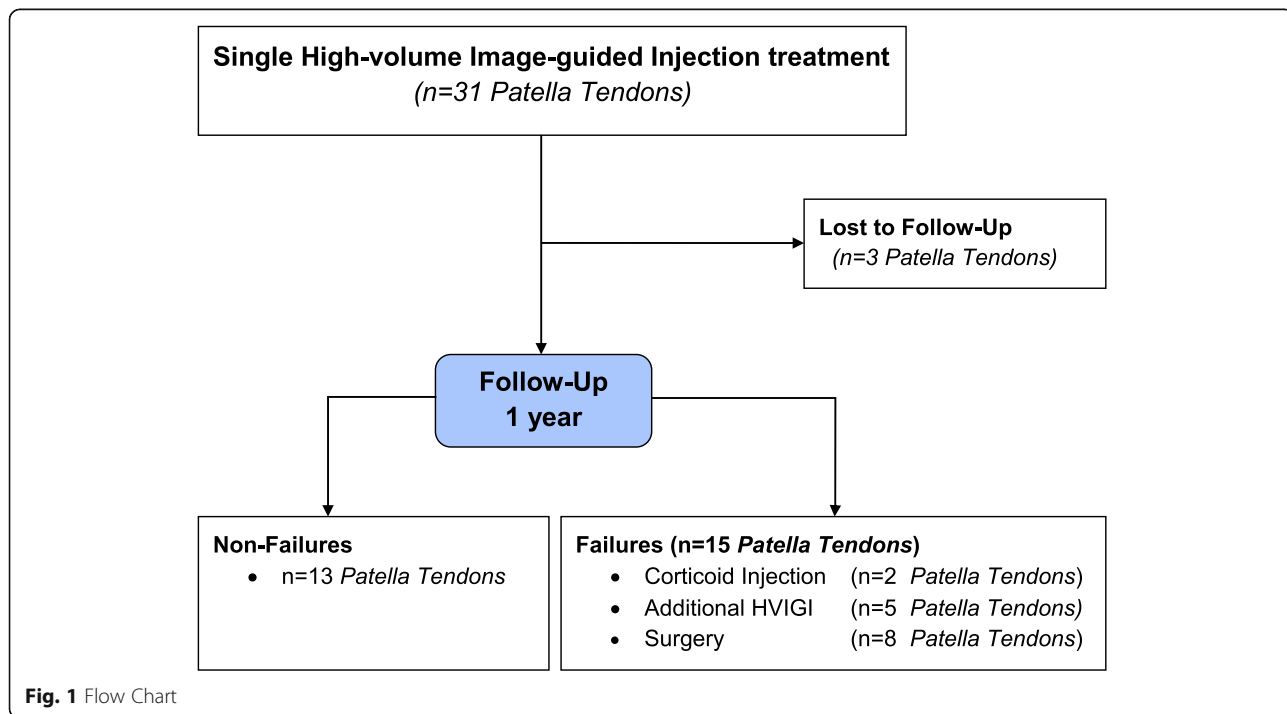 Single High-volume Image-guided Injection treatment
(n=31 Patella Tendons)
Lost to Follow-Up
(n=3 Patella Tendons)
Follow-Up
1 year
Non-Failures
• n=13 Patella Tendons
Failures (n=15 Patella Tendons)
• Corticoid Injection (n=2 Patella Tendons)
• Additional HVIGI (n=5 Patella Tendons)
• Surgery (n=8 Patella Tendons)
Fig. 1 Flow Chart